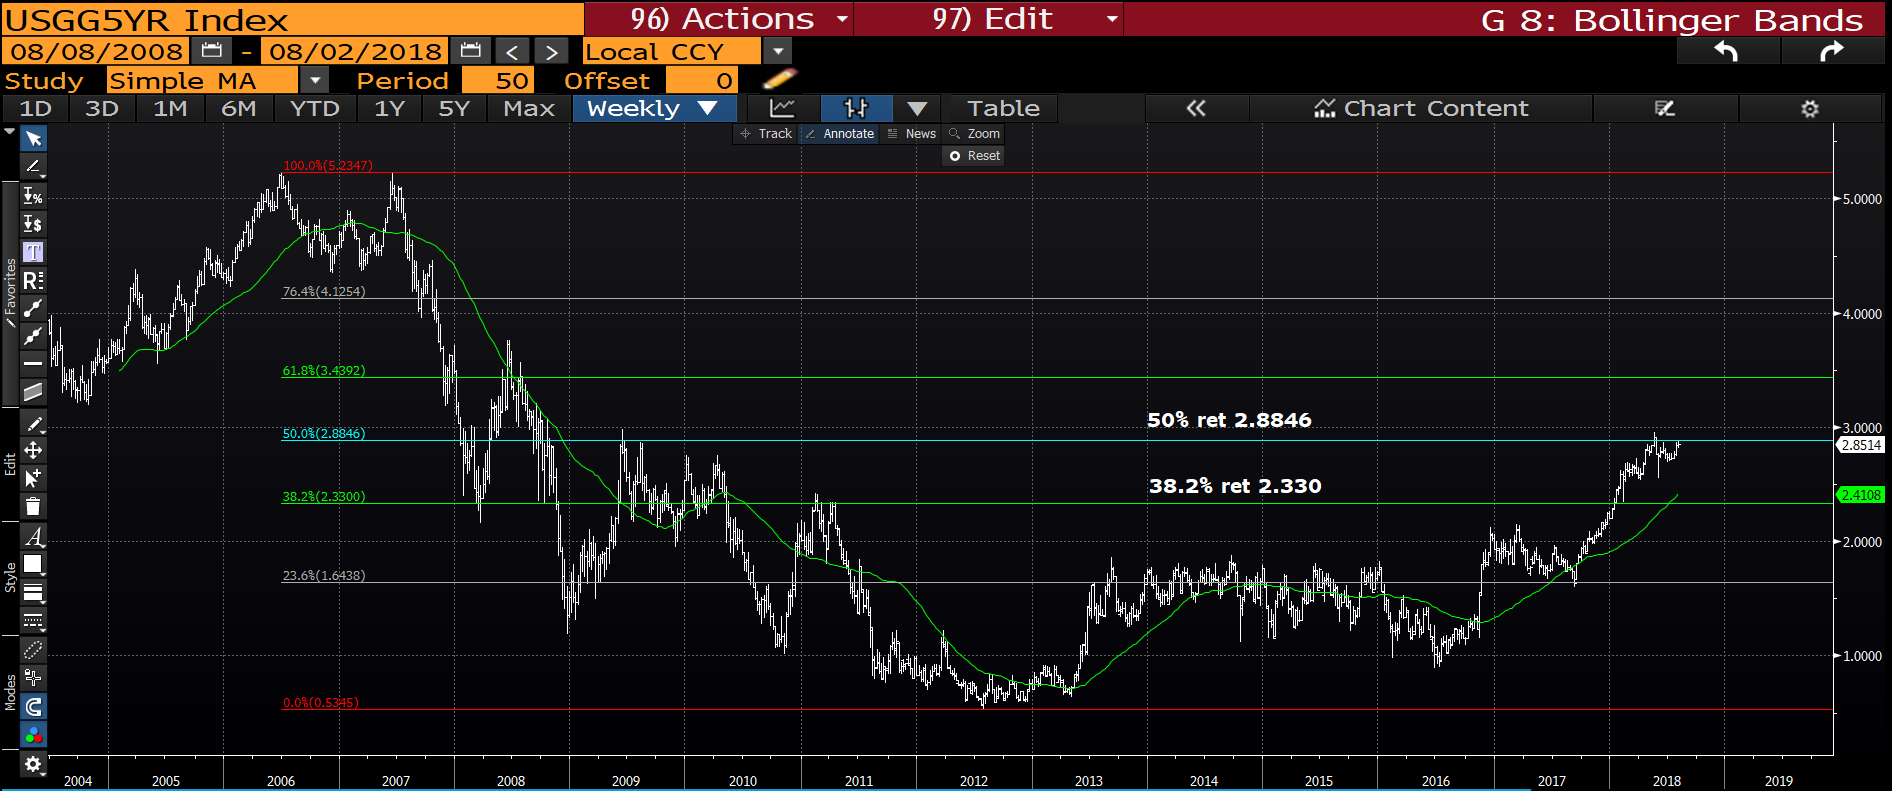 USGG5YR Index 96) Actions 97) Edit G 8: Bollinger Bands
08/08/2008 - 08/02/2018 < > Local CCY
Study Simple MA Period 50 Offset 0
1D 3D 1M 6M YTD 1Y 5Y Max Weekly Table Chart Content
Track Annotate News Zoom
Reset
Favorites
Edit
Style
Modes
%
$
T
R
A
100.0%(5.2347)
76.4%(4.1254)
61.8%(3.4392)
50.0%(2.8846)
38.2%(2.3300)
23.6%(1.6438)
0.0%(0.5345)
50% ret 2.8846
38.2% ret 2.330
5.0000
4.0000
3.0000
2.8514
2.4108
2.0000
1.0000
2004 2005 2006 2007 2008 2009 2010 2011 2012 2013 2014 2015 2016 2017 2018 2019